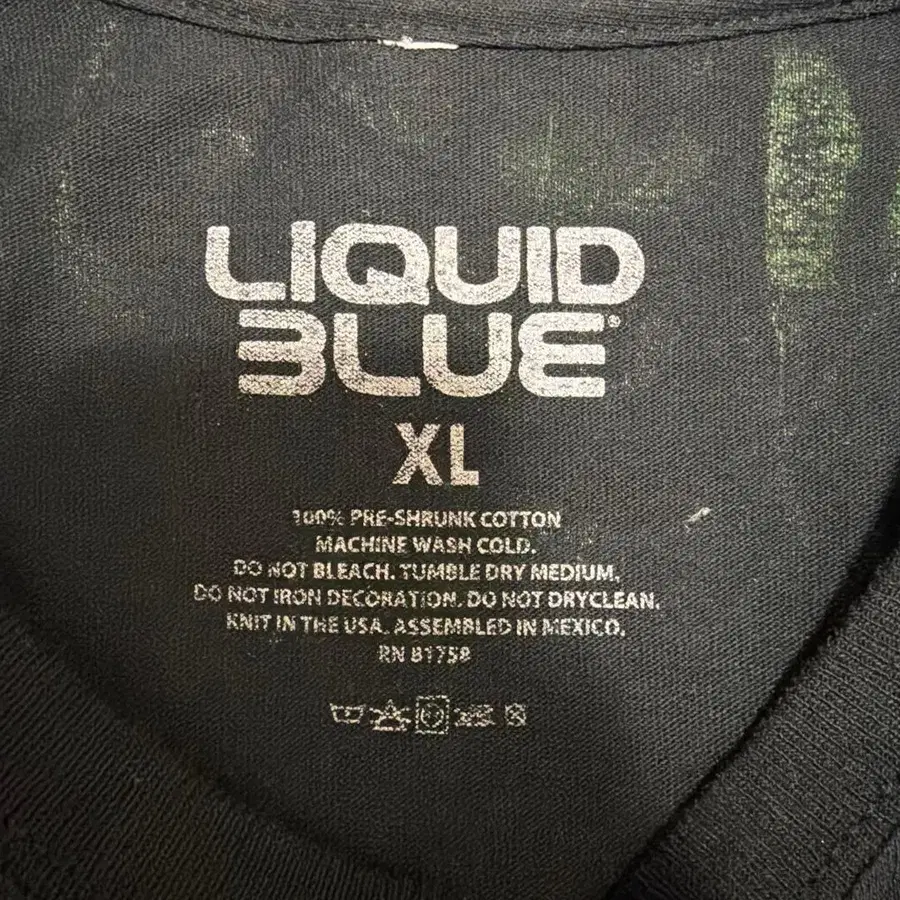 LIQUID
BLUE®
XL
100% PRE-SHRUNK COTTON
MACHINE WASH COLD.
DO NOT BLEACH. TUMBLE DRY MEDIUM.
DO NOT IRON DECORATION. DO NOT DRYCLEAN.
KNIT IN THE USA. ASSEMBLED IN MEXICO.
RN 81758